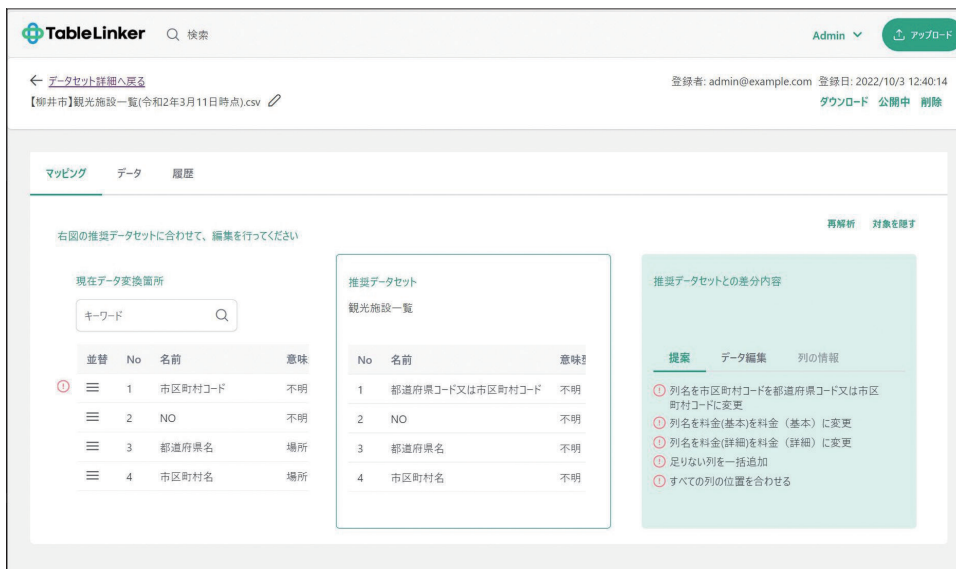 TableLinker 検索 Admin アップロード
← データセット詳細へ戻る 登録者: admin@example.com 登録日: 2022/10/3 12:40:14
【柳井市】観光施設一覧(令和2年3月11日時点).csv ダウンロード 公開中 削除
マッピング データ 履歴
再解析 対象を隠す
右図の推奨データセットに合わせて、編集を行ってください
現在データ変換箇所
キーワード
並替 No 名前 意味
1 市区町村コード 不明
2 NO 不明
3 都道府県名 場所
4 市区町村名 場所
推奨データセット
観光施設一覧
No 名前 意味
1 都道府県コード又は市区町村コード 不明
2 NO 不明
3 都道府県名 不明
4 市区町村名 不明
推奨データセットとの差分内容
提案 データ編集 列の情報
列名を市区町村コードを都道府県コード又は市区
町村コードに変更
列名を料金(基本)を料金（基本）に変更
列名を料金(詳細)を料金（詳細）に変更
足りない列を一括追加
すべての列の位置を合わせる